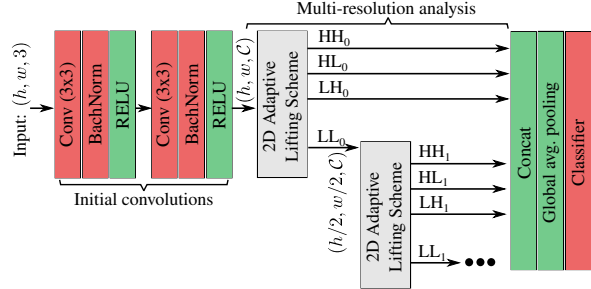 Multi-resolution analysis
Input: (h, w, 3)
Conv (3x3)
BachNorm
RELU
Conv (3x3)
BachNorm
RELU
Initial convolutions
(h, w, C)
2D Adaptive
Lifting Scheme
HH0
HL0
LH0
LL0
(h/2, w/2, C)
2D Adaptive
Lifting Scheme
HH1
HL1
LH1
LL1
Concat
Global avg. pooling
Classifier